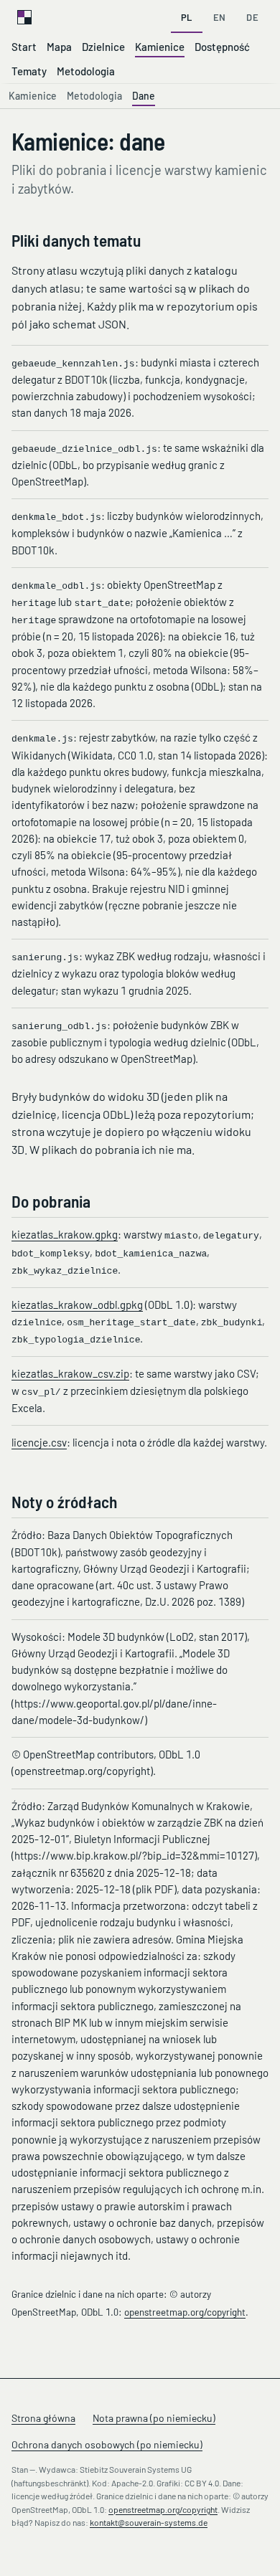 PL EN DE
Start Mapa Dzielnice Kamienice Dostępność
Tematy Metodologia
Kamienice Metodologia Dane
Kamienice: dane
Pliki do pobrania i licencje warstwy kamienic
i zabytków.
Pliki danych tematu
Strony atlasu wczytują pliki danych z katalogu
danych atlasu; te same wartości są w plikach do
pobrania niżej. Każdy plik ma w repozytorium opis
pól jako schemat JSON.
gebaeude_kennzahlen.js: budynki miasta i czterech
delegatur z BDOT10k (liczba, funkcja, kondygnacje,
powierzchnia zabudowy) i pochodzeniem wysokości;
stan danych 18 maja 2026.
gebaeude_dzielnice_odbl.js: te same wskaźniki dla
dzielnic (ODbL, bo przypisanie według granic z
OpenStreetMap).
denkmale_bdot.js: liczby budynków wielorodzinnych,
kompleksów i budynków o nazwie „Kamienica …” z
BDOT10k.
denkmale_odbl.js: obiekty OpenStreetMap z
heritage lub start_date; położenie obiektów z
heritage sprawdzone na ortofotomapie na losowej
próbie (n = 20, 15 listopada 2026): na obiekcie 16, tuż
obok 3, poza obiektem 1, czyli 80% na obiekcie (95-
procentowy przedział ufności, metoda Wilsona: 58%–
92%), nie dla każdego punktu z osobna (ODbL); stan na
12 listopada 2026.
denkmale.js: rejestr zabytków, na razie tylko część z
Wikidanych (Wikidata, CC0 1.0, stan 14 listopada 2026):
dla każdego punktu okres budowy, funkcja mieszkalna,
budynek wielorodzinny i delegatura, bez
identyfikatorów i bez nazw; położenie sprawdzone na
ortofotomapie na losowej próbie (n = 20, 15 listopada
2026): na obiekcie 17, tuż obok 3, poza obiektem 0,
czyli 85% na obiekcie (95-procentowy przedział
ufności, metoda Wilsona: 64%–95%), nie dla każdego
punktu z osobna. Brakuje rejestru NID i gminnej
ewidencji zabytków (ręczne pobranie jeszcze nie
nastąpiło).
sanierung.js: wykaz ZBK według rodzaju, własności i
dzielnicy z wykazu oraz typologia bloków według
delegatur; stan wykazu 1 grudnia 2025.
sanierung_odbl.js: położenie budynków ZBK w
zasobie publicznym i typologia według dzielnic (ODbL,
bo adresy odszukano w OpenStreetMap).
Bryły budynków do widoku 3D (jeden plik na
dzielnicę, licencja ODbL) leżą poza repozytorium;
strona wczytuje je dopiero po włączeniu widoku
3D. W plikach do pobrania ich nie ma.
Do pobrania
kiezatlas_krakow.gpkg: warstwy miasto, delegatury,
bdot_kompleksy, bdot_kamienica_nazwa,
zbk_wykaz_dzielnice.
kiezatlas_krakow_odbl.gpkg (ODbL 1.0): warstwy
dzielnice, osm_heritage_start_date, zbk_budynki,
zbk_typologia_dzielnice.
kiezatlas_krakow_csv.zip: te same warstwy jako CSV;
w csv_pl/ z przecinkiem dziesiętnym dla polskiego
Excela.
licencje.csv: licencja i nota o źródle dla każdej warstwy.
Noty o źródłach
Źródło: Baza Danych Obiektów Topograficznych
(BDOT10k), państwowy zasób geodezyjny i
kartograficzny, Główny Urząd Geodezji i Kartografii;
dane opracowane (art. 40c ust. 3 ustawy Prawo
geodezyjne i kartograficzne, Dz.U. 2026 poz. 1389)
Wysokości: Modele 3D budynków (LoD2, stan 2017),
Główny Urząd Geodezji i Kartografii. „Modele 3D
budynków są dostępne bezpłatnie i możliwe do
dowolnego wykorzystania.”
(https://www.geoportal.gov.pl/pl/dane/inne-
dane/modele-3d-budynkow/)
© OpenStreetMap contributors, ODbL 1.0
(openstreetmap.org/copyright).
Źródło: Zarząd Budynków Komunalnych w Krakowie,
„Wykaz budynków i obiektów w zarządzie ZBK na dzień
2025-12-01”, Biuletyn Informacji Publicznej
(https://www.bip.krakow.pl/?bip_id=32&mmi=10127),
załącznik nr 635620 z dnia 2025-12-18; data
wytworzenia: 2025-12-18 (plik PDF), data pozyskania:
2026-11-13. Informacja przetworzona: odczyt tabeli z
PDF, ujednolicenie rodzaju budynku i własności,
zliczenia; plik nie zawiera adresów. Gmina Miejska
Kraków nie ponosi odpowiedzialności za: szkody
spowodowane pozyskaniem informacji sektora
publicznego lub ponownym wykorzystywaniem
informacji sektora publicznego, zamieszczonej na
stronach BIP MK lub w innym miejskim serwisie
internetowym, udostępnianej na wniosek lub
pozyskanej w inny sposób, wykorzystywanej ponownie
z naruszeniem warunków udostępniania lub ponownego
wykorzystywania informacji sektora publicznego;
szkody spowodowane przez dalsze udostępnienie
informacji sektora publicznego przez podmioty
ponownie ją wykorzystujące z naruszeniem przepisów
prawa powszechnie obowiązującego, w tym dalsze
udostępnianie informacji sektora publicznego z
naruszeniem przepisów regulujących ich ochronę m.in.
przepisów ustawy o prawie autorskim i prawach
pokrewnych, ustawy o ochronie baz danych, przepisów
o ochronie danych osobowych, ustawy o ochronie
informacji niejawnych itd.
Granice dzielnic i dane na nich oparte: © autorzy
OpenStreetMap, ODbL 1.0: openstreetmap.org/copyright.
Strona główna Nota prawna (po niemiecku)
Ochrona danych osobowych (po niemiecku)
Stan —. Wydawca: Stiebitz Souverain Systems UG
(haftungsbeschränkt). Kod: Apache-2.0. Grafiki: CC BY 4.0. Dane:
licencje według źródeł. Granice dzielnic i dane na nich oparte: © autorzy
OpenStreetMap, ODbL 1.0: openstreetmap.org/copyright. Widzisz
błąd? Napisz do nas: kontakt@souverain-systems.de